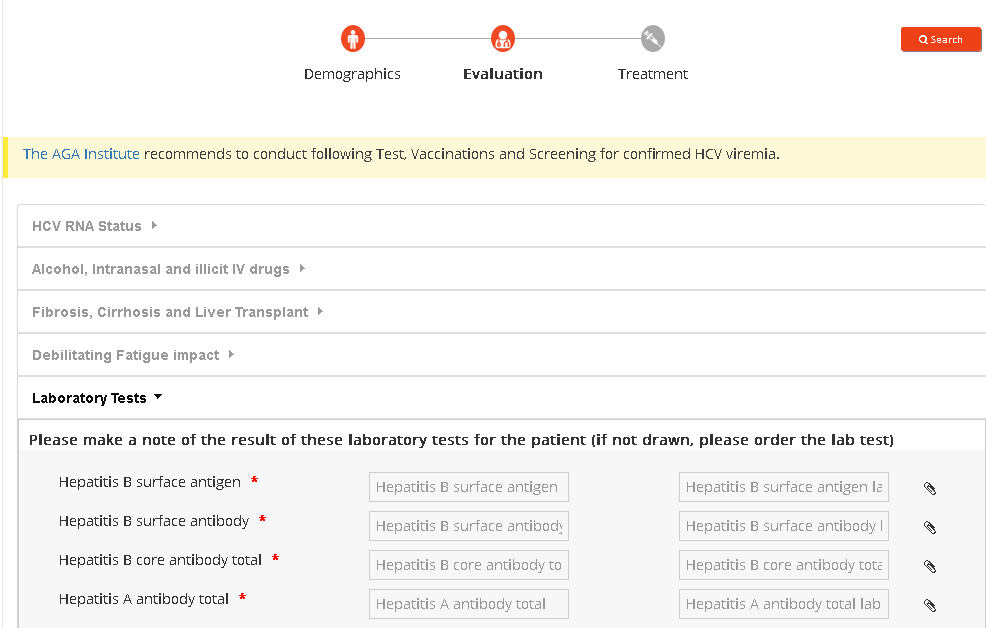 Search
Demographics Evaluation Treatment
The AGA Institute recommends to conduct following Test, Vaccinations and Screening for confirmed HCV viremia.
HCV RNA Status
Alcohol, Intranasal and illicit IV drugs
Fibrosis, Cirrhosis and Liver Transplant
Debilitating Fatigue impact
Laboratory Tests
Please make a note of the result of these laboratory tests for the patient (if not drawn, please order the lab test)
Hepatitis B surface antigen * Hepatitis B surface antigen Hepatitis B surface antigen la
Hepatitis B surface antibody * Hepatitis B surface antibody Hepatitis B surface antibody l
Hepatitis B core antibody total * Hepatitis B core antibody to Hepatitis B core antibody tota
Hepatitis A antibody total * Hepatitis A antibody total Hepatitis A antibody total lab